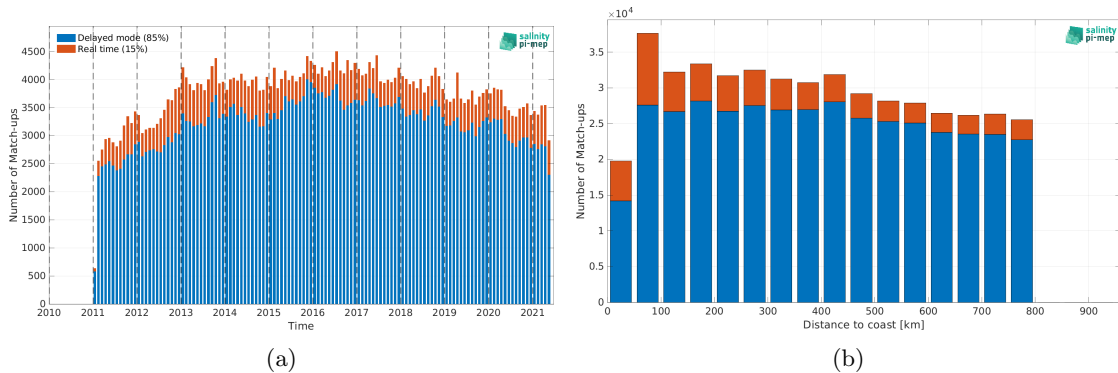 Delayed mode (85%)
Real time (15%)
salinity
pi-mep
4500
4000
3500
3000
2500
2000
1500
1000
500
0
Number of Match-ups
2010 2011 2012 2013 2014 2015 2016 2017 2018 2019 2020 2021
Time
(a)
×10⁴
salinity
pi-mep
3.5
3
2.5
2
1.5
1
0.5
0
Number of Match-ups
0 100 200 300 400 500 600 700 800 900
Distance to coast [km]
(b)